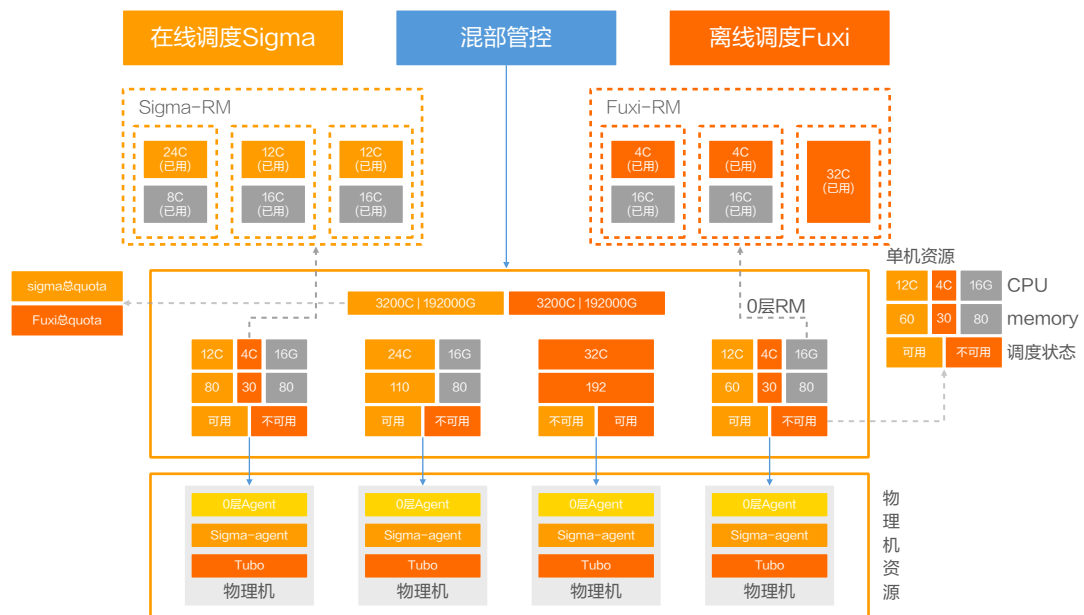 在线调度Sigma
混部管控
离线调度Fuxi
Sigma-RM
24C
(已用)
8C
(已用)
12C
(已用)
16C
(已用)
12C
(已用)
16C
(已用)
Fuxi-RM
4C
(已用)
16C
(已用)
4C
(已用)
16C
(已用)
32C
(已用)
单机资源
12C
4C
16G
CPU
60
30
80
memory
可用
不可用
调度状态
sigma总quota
Fuxi总quota
3200C | 192000G
3200C | 192000G
0层RM
12C
4C
16G
80
30
80
可用
不可用
24C
16G
110
80
可用
不可用
32C
192
不可用
可用
12C
4C
16G
60
30
80
可用
不可用
0层Agent
Sigma-agent
Tubo
物理机
0层Agent
Sigma-agent
Tubo
物理机
0层Agent
Sigma-agent
Tubo
物理机
0层Agent
Sigma-agent
Tubo
物理机
物
理
机
资
源